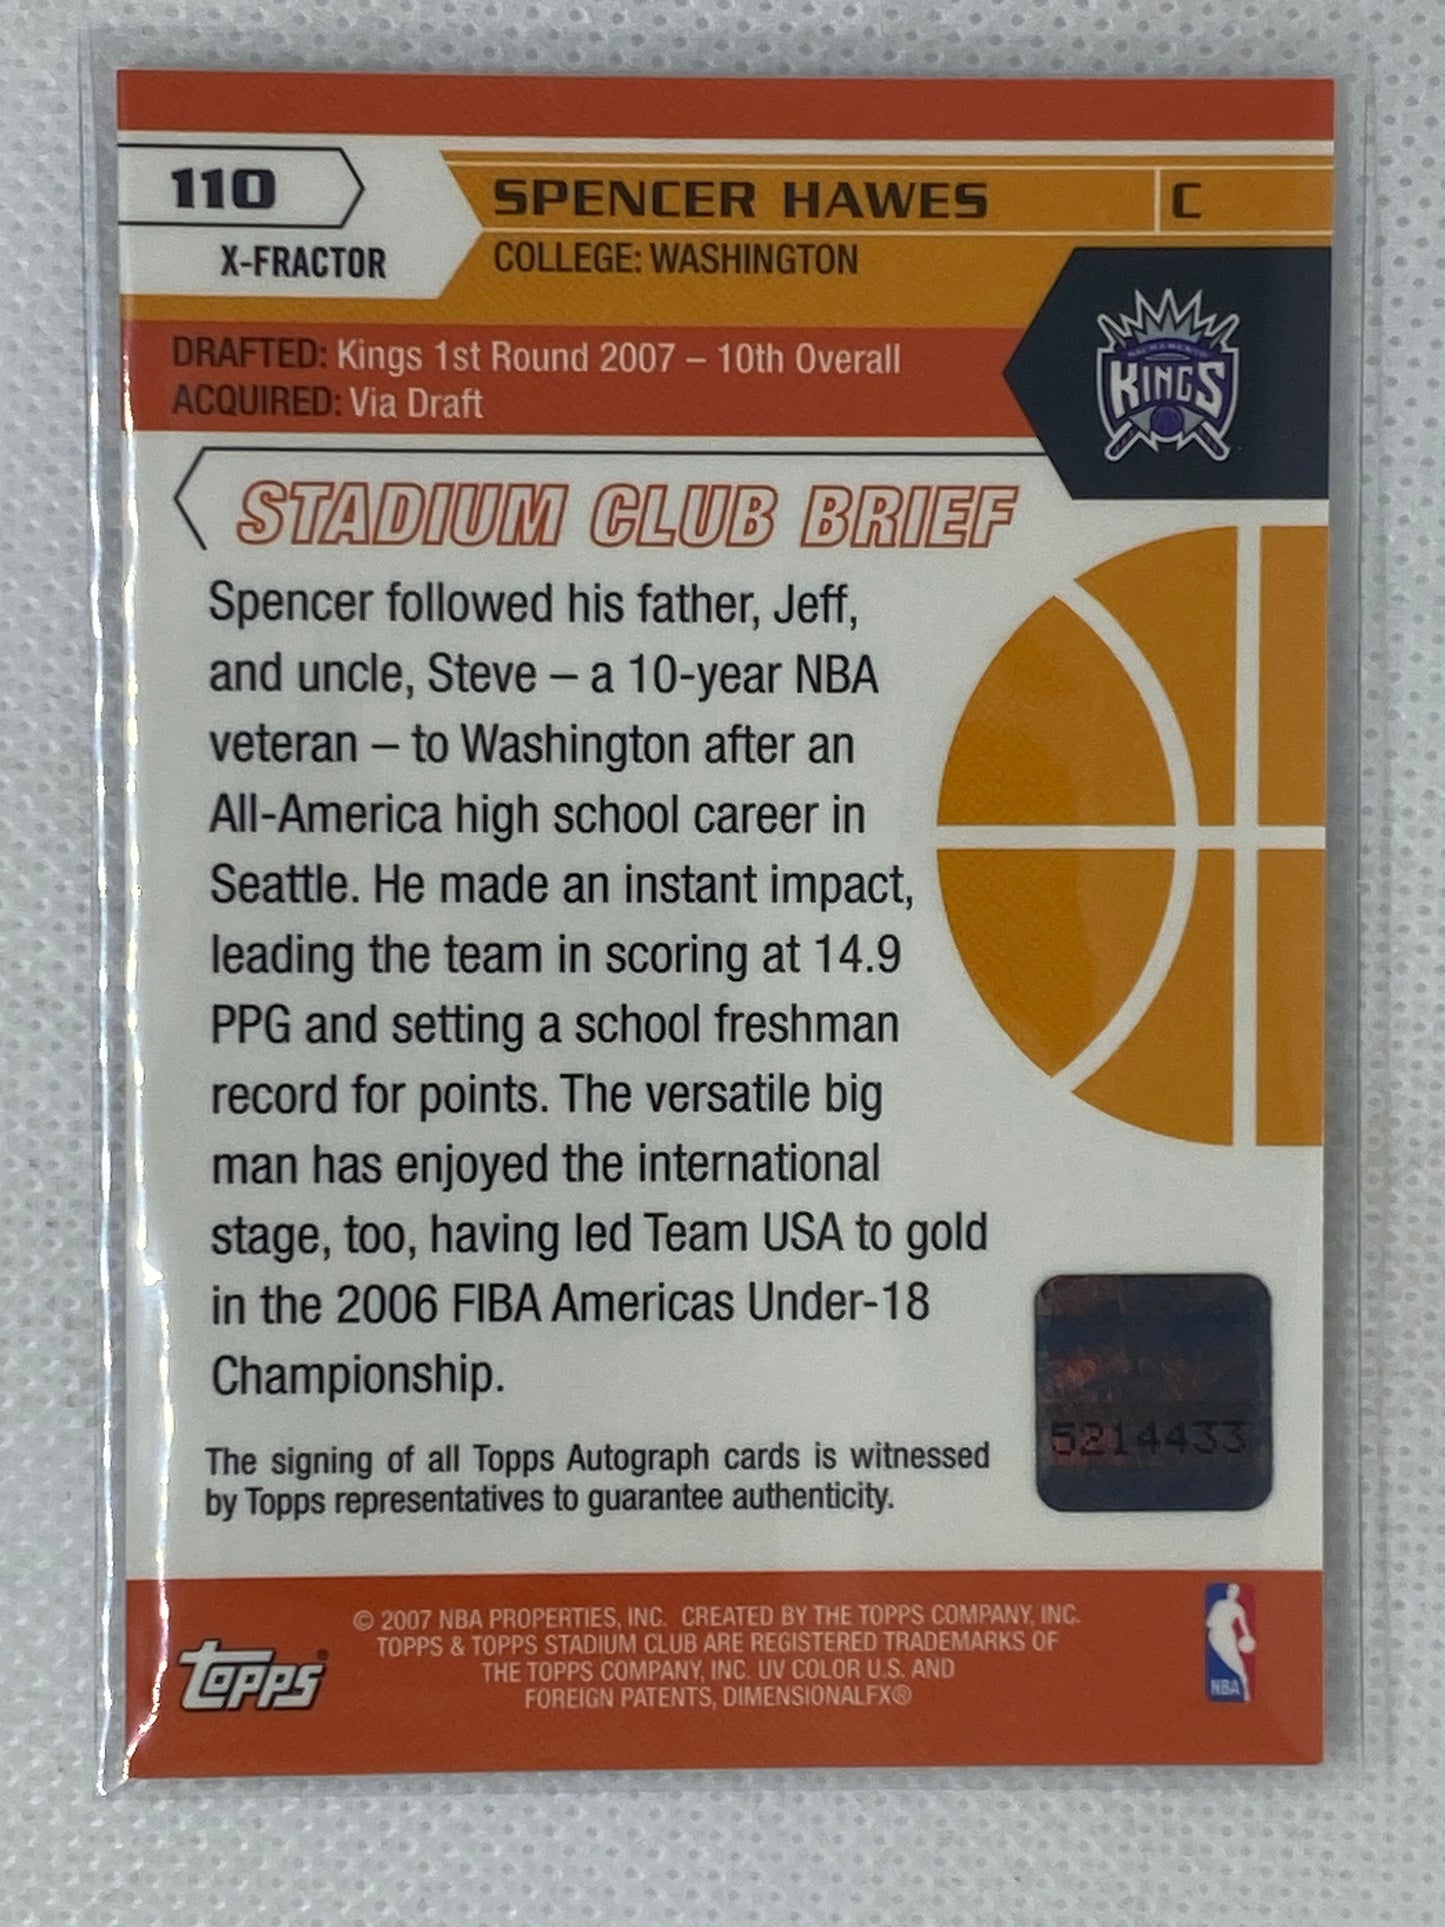 110
SPENCER HAWES
C
X-FRACTOR
COLLEGE: WASHINGTON
DRAFTED: Kings 1st Round 2007 – 10th Overall
ACQUIRED: Via Draft
SACRAMENTO
KINGS
STADIUM CLUB BRIEF
Spencer followed his father, Jeff,
and uncle, Steve – a 10-year NBA
veteran – to Washington after an
All-America high school career in
Seattle. He made an instant impact,
leading the team in scoring at 14.9
PPG and setting a school freshman
record for points. The versatile big
man has enjoyed the international
stage, too, having led Team USA to gold
in the 2006 FIBA Americas Under-18
Championship.
5214433
The signing of all Topps Autograph cards is witnessed
by Topps representatives to guarantee authenticity.
© 2007 NBA PROPERTIES, INC. CREATED BY THE TOPPS COMPANY, INC.
TOPPS & TOPPS STADIUM CLUB ARE REGISTERED TRADEMARKS OF
THE TOPPS COMPANY, INC. UV COLOR U.S. AND
FOREIGN PATENTS, DIMENSIONALFX®
Topps®
NBA